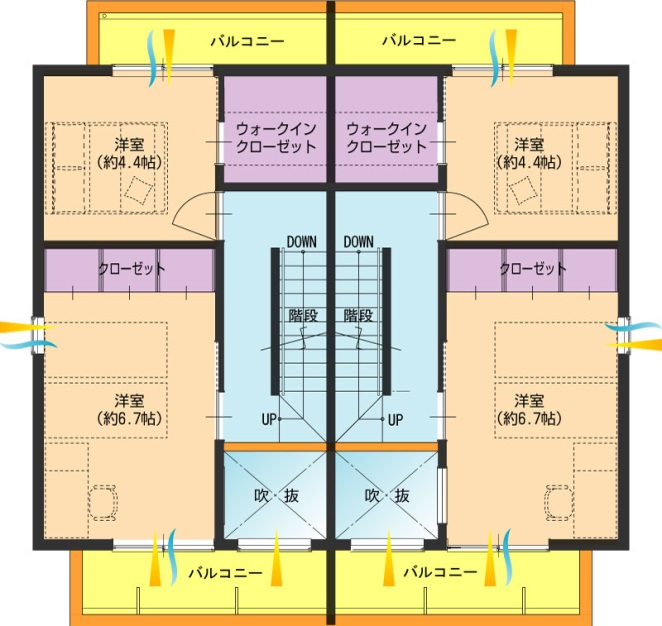 バルコニー
バルコニー
洋室
(約4.4帖)
ウォークイン
クローゼット
ウォークイン
クローゼット
洋室
(約4.4帖)
DOWN
DOWN
クローゼット
クローゼット
階段
階段
洋室
(約6.7帖)
洋室
(約6.7帖)
UP
UP
吹 抜
吹 抜
バルコニー
バルコニー